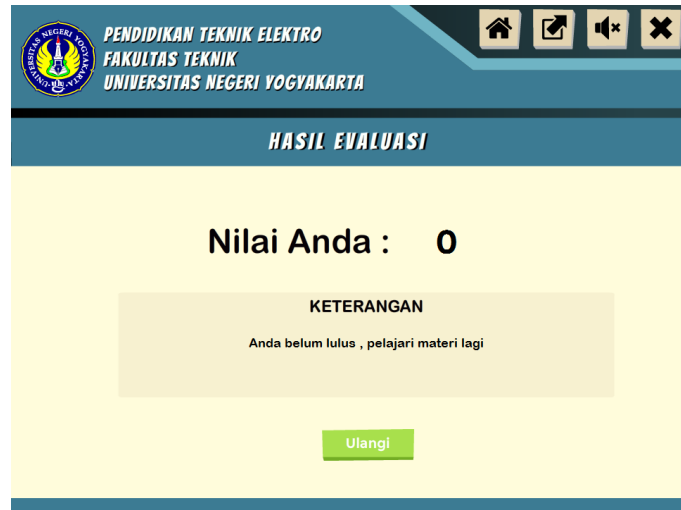 PENDIDIKAN TEKNIK ELEKTRO
FAKULTAS TEKNIK
UNIVERSITAS NEGERI YOGYAKARTA
HASIL EVALUASI
Nilai Anda : 0
KETERANGAN
Anda belum lulus , pelajari materi lagi
Ulangi